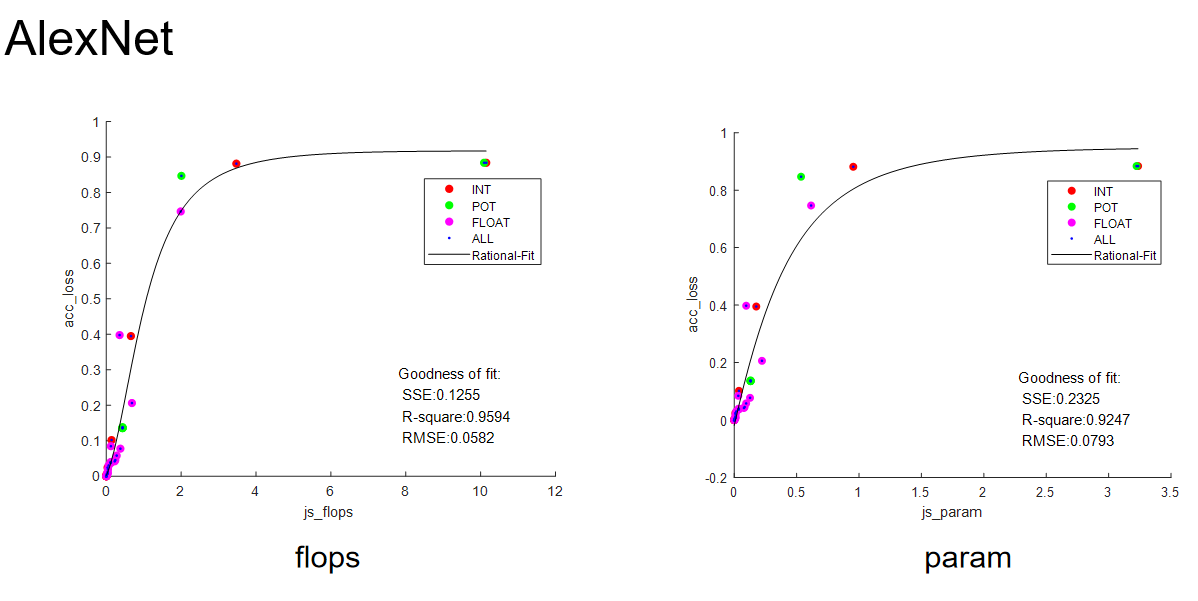 AlexNet
1
0.9
0.8
0.7
0.6
0.5
0.4
0.3
0.2
0.1
0
acc_loss
0 2 4 6 8 10 12
js_flops
INT
POT
FLOAT
ALL
Rational-Fit
Goodness of fit:
SSE:0.1255
R-square:0.9594
RMSE:0.0582
flops
1
0.8
0.6
0.4
0.2
0
-0.2
acc_loss
0 0.5 1 1.5 2 2.5 3 3.5
js_param
INT
POT
FLOAT
ALL
Rational-Fit
Goodness of fit:
SSE:0.2325
R-square:0.9247
RMSE:0.0793
param